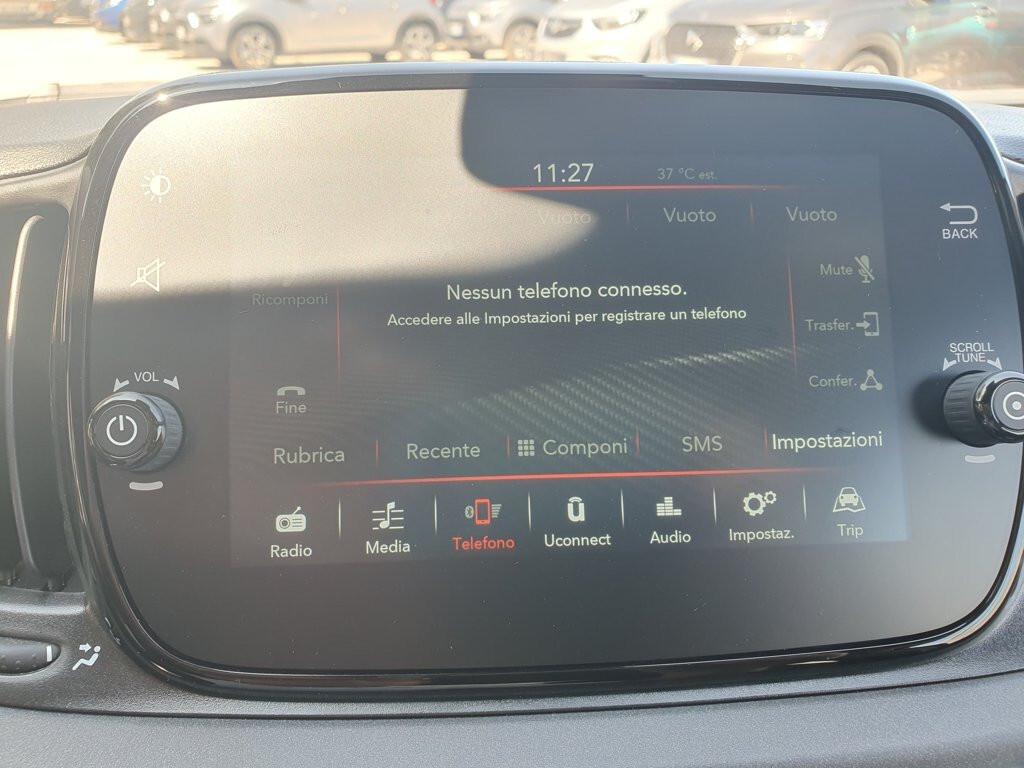 11:27 37 °C est.
Vuoto Vuoto Vuoto
BACK
Ricomponi
Mute
Nessun telefono connesso.
Accedere alle Impostazioni per registrare un telefono
Trasfer.
VOL
SCROLL
TUNE
Confer.
Fine
Rubrica Recente Componi SMS Impostazioni
Radio Media Telefono Uconnect Audio Impostaz. Trip